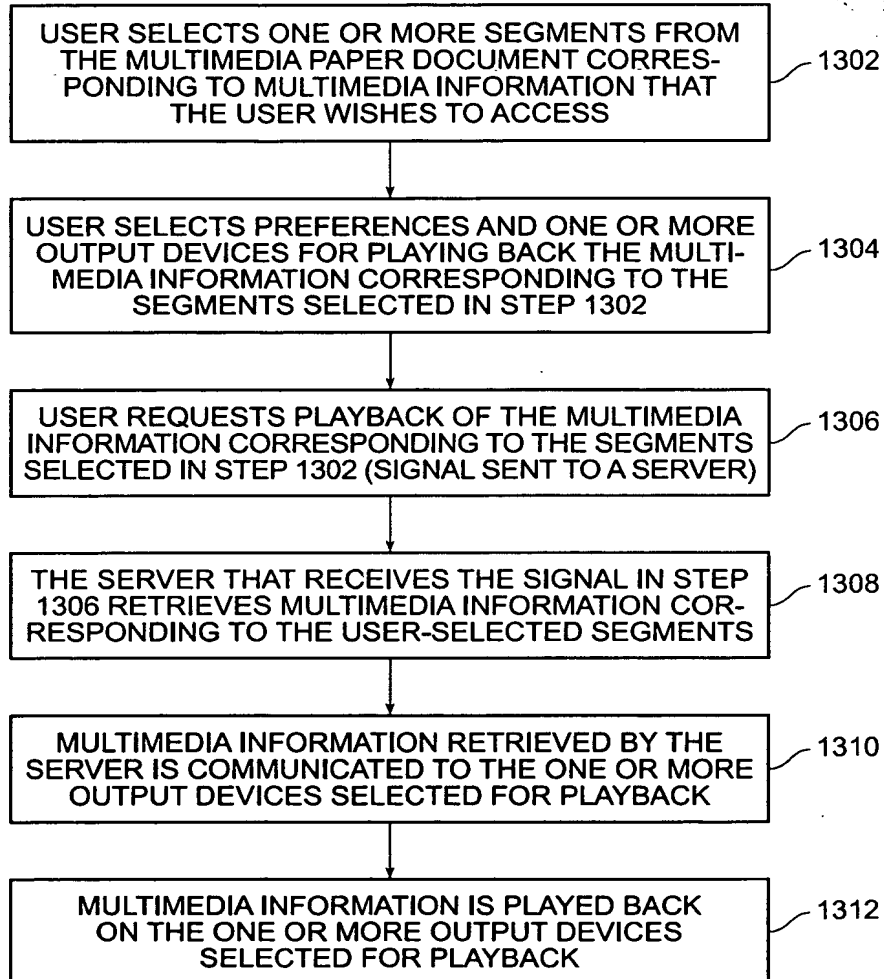 USER SELECTS ONE OR MORE SEGMENTS FROM
THE MULTIMEDIA PAPER DOCUMENT CORRES-
PONDING TO MULTIMEDIA INFORMATION THAT
THE USER WISHES TO ACCESS
1302
USER SELECTS PREFERENCES AND ONE OR MORE
OUTPUT DEVICES FOR PLAYING BACK THE MULTI-
MEDIA INFORMATION CORRESPONDING TO THE
SEGMENTS SELECTED IN STEP 1302
1304
USER REQUESTS PLAYBACK OF THE MULTIMEDIA
INFORMATION CORRESPONDING TO THE SEGMENTS
SELECTED IN STEP 1302 (SIGNAL SENT TO A SERVER)
1306
THE SERVER THAT RECEIVES THE SIGNAL IN STEP
1306 RETRIEVES MULTIMEDIA INFORMATION COR-
RESPONDING TO THE USER-SELECTED SEGMENTS
1308
MULTIMEDIA INFORMATION RETRIEVED BY THE
SERVER IS COMMUNICATED TO THE ONE OR MORE
OUTPUT DEVICES SELECTED FOR PLAYBACK
1310
MULTIMEDIA INFORMATION IS PLAYED BACK
ON THE ONE OR MORE OUTPUT DEVICES
SELECTED FOR PLAYBACK
1312